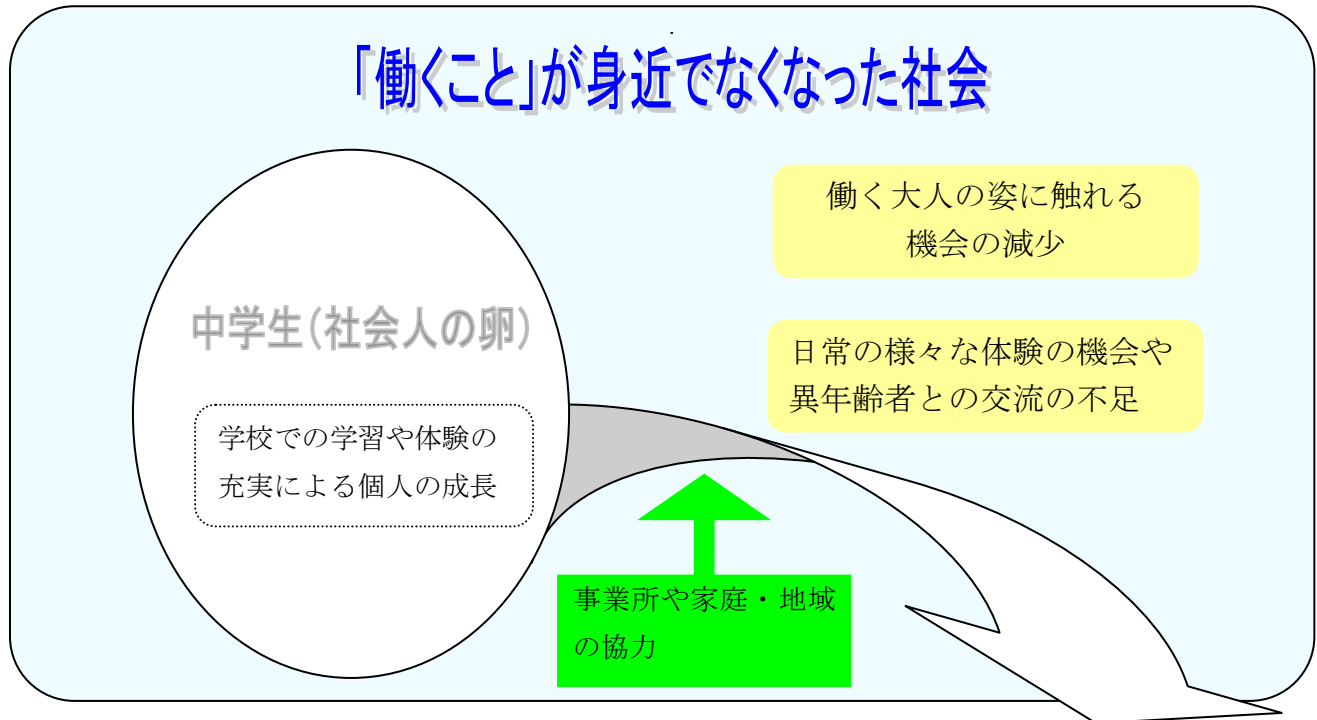 「働くこと」が身近でなくなった社会
働く大人の姿に触れる
機会の減少
中学生（社会人の卵）
日常の様々な体験の機会や
異年齢者との交流の不足
学校での学習や体験の
充実による個人の成長
事業所や家庭・地域
の協力